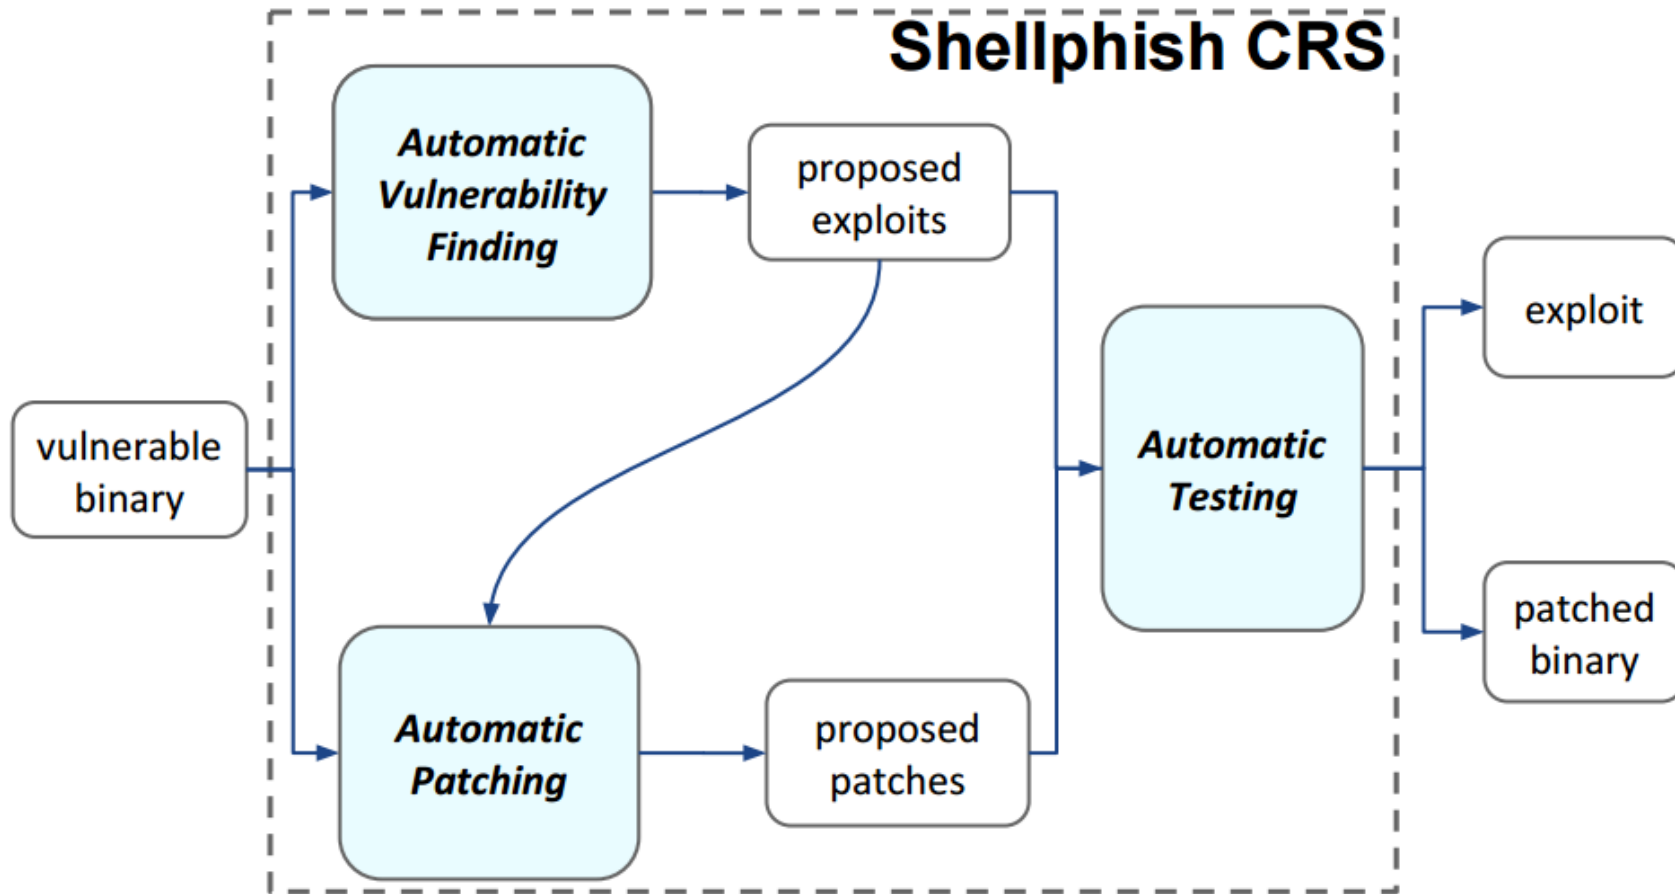 Shellphish CRS
Automatic
Vulnerability
Finding
proposed
exploits
exploit
vulnerable
binary
Automatic
Testing
patched
binary
Automatic
Patching
proposed
patches